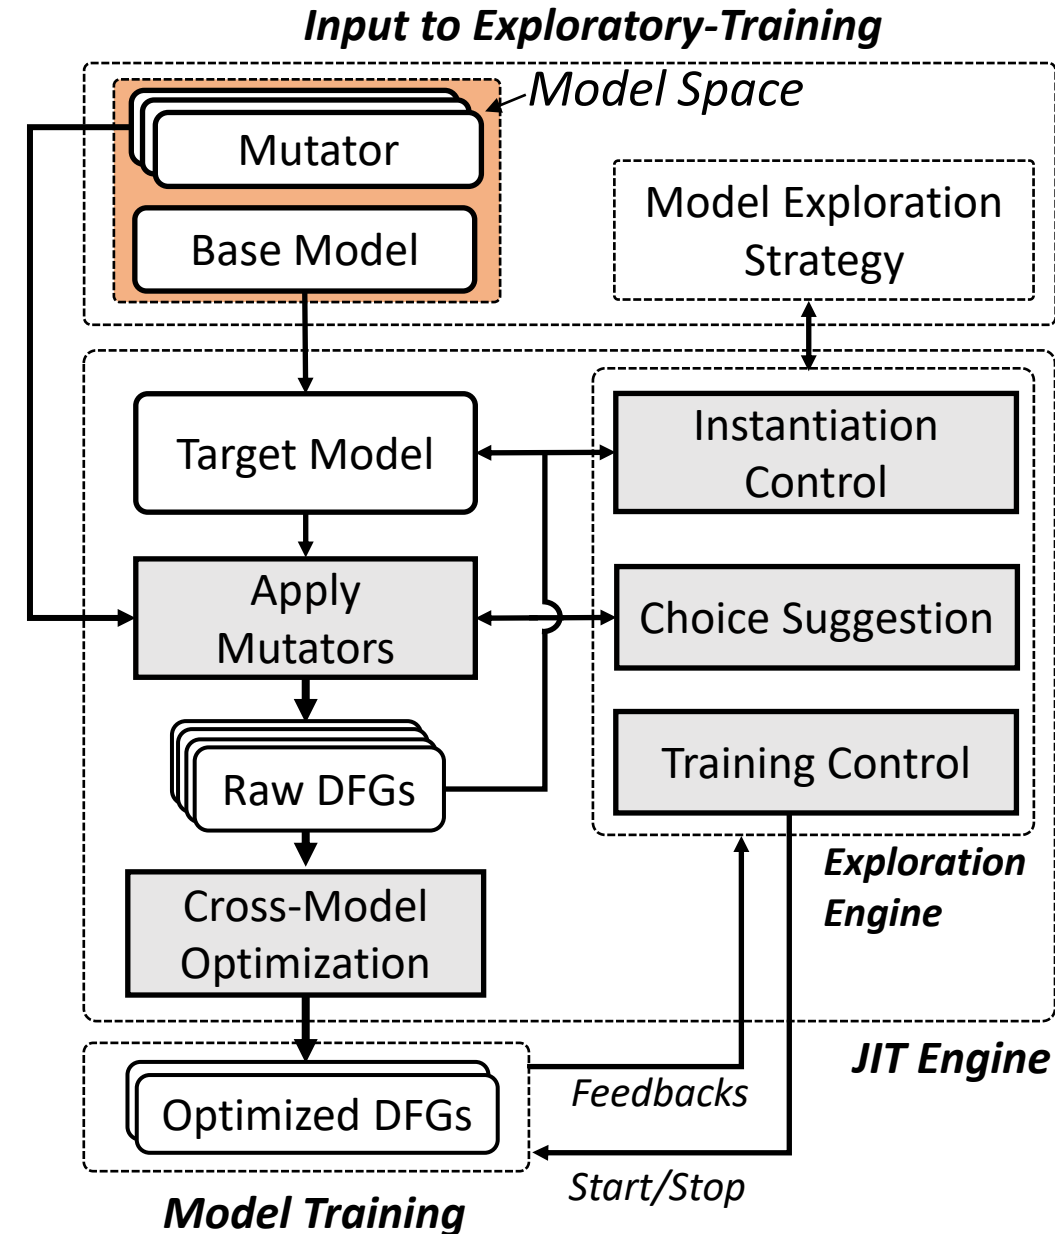 Input to Exploratory-Training
Model Space
Mutator
Base Model
Model Exploration
Strategy
Target Model
Instantiation
Control
Apply
Mutators
Choice Suggestion
Raw DFGs
Training Control
Exploration
Engine
Cross-Model
Optimization
JIT Engine
Optimized DFGs
Feedbacks
Start/Stop
Model Training